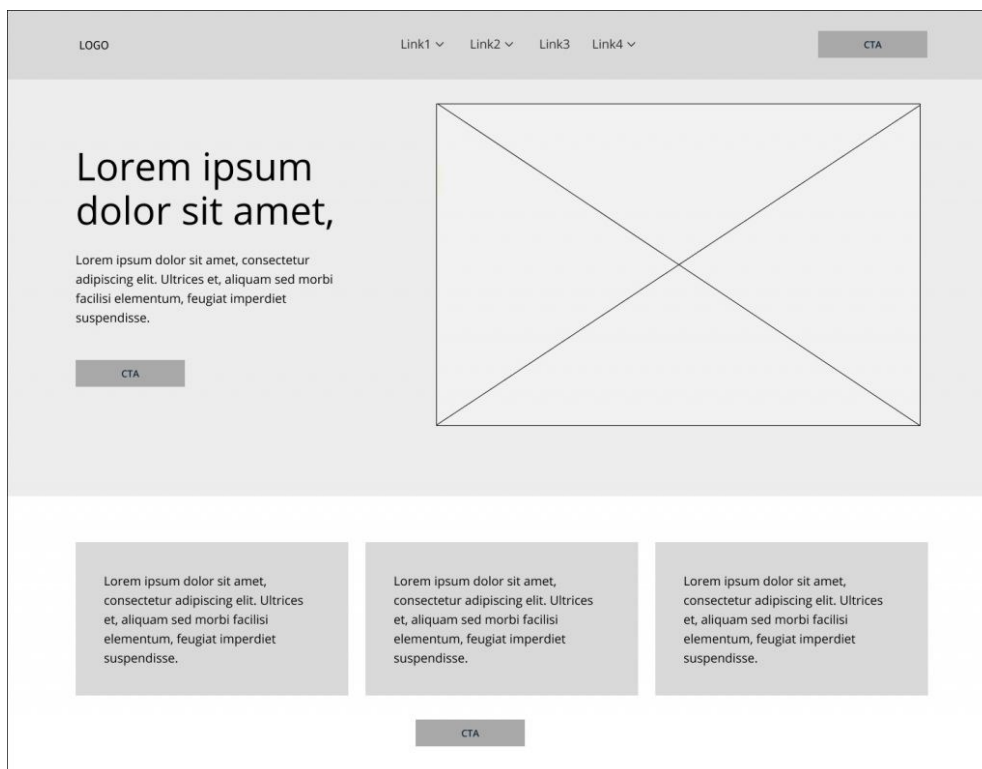 LOGO
Link1
Link2
Link3
Link4
CTA
Lorem ipsum
dolor sit amet,
Lorem ipsum dolor sit amet, consectetur
adipiscing elit. Ultrices et, aliquam sed morbi
facilisi elementum, feugiat imperdiet
suspendisse.
CTA
Lorem ipsum dolor sit amet,
consectetur adipiscing elit. Ultrices
et, aliquam sed morbi facilisi
elementum, feugiat imperdiet
suspendisse.
Lorem ipsum dolor sit amet,
consectetur adipiscing elit. Ultrices
et, aliquam sed morbi facilisi
elementum, feugiat imperdiet
suspendisse.
Lorem ipsum dolor sit amet,
consectetur adipiscing elit. Ultrices
et, aliquam sed morbi facilisi
elementum, feugiat imperdiet
suspendisse.
CTA